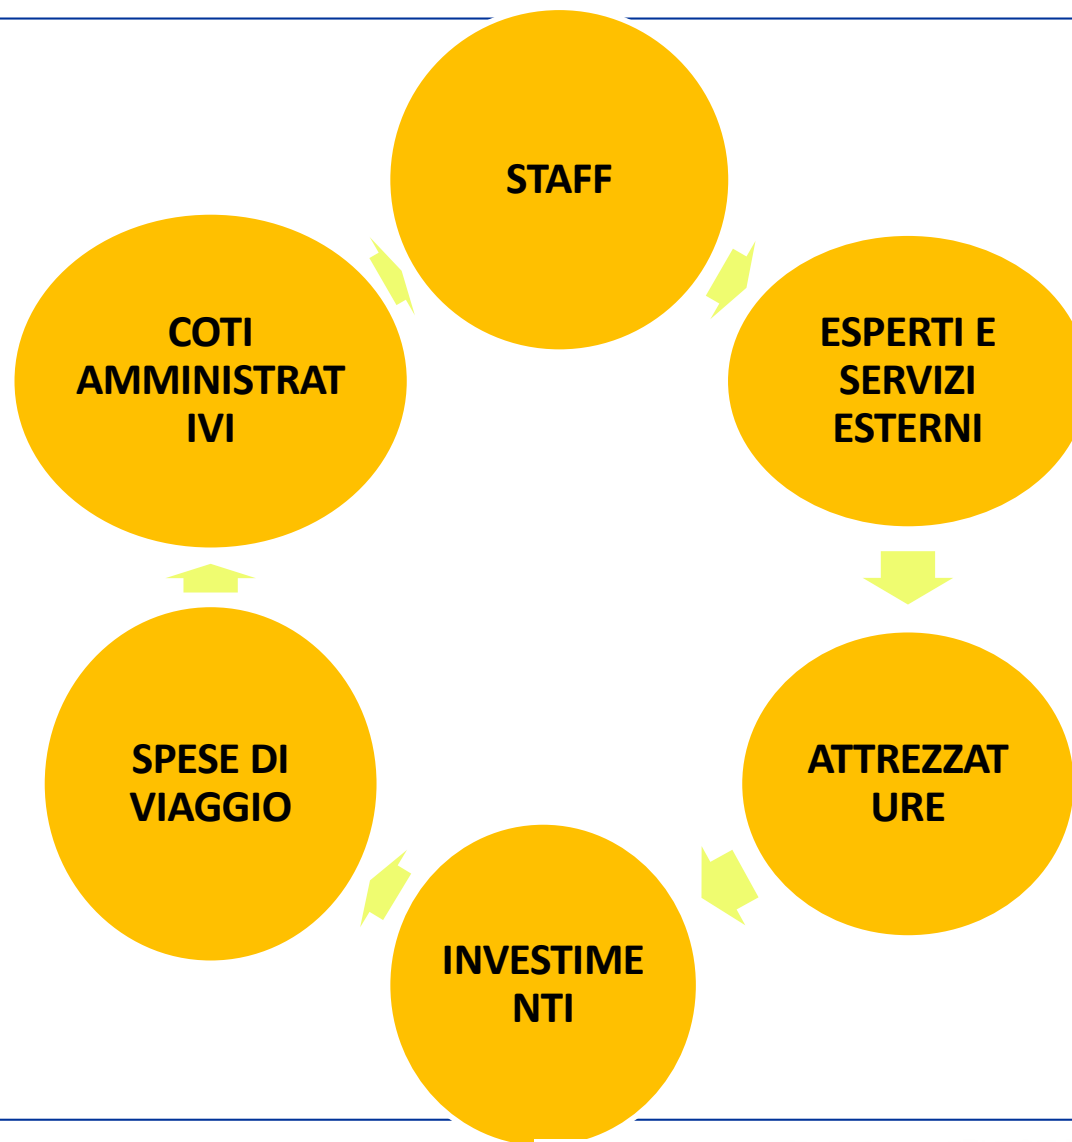 STAFF
ESPERTI E
SERVIZI
ESTERNI
ATTREZZAT
URE
INVESTIME
NTI
SPESE DI
VIAGGIO
COTI
AMMINISTRAT
IVI